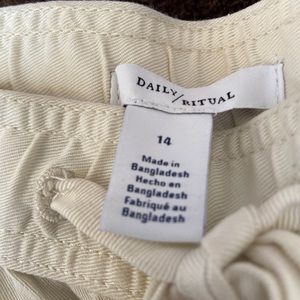 DAILY/RITUAL
14
Made in
Bangladesh
Hecho en
Bangladesh
Fabriqué au
Bangladesh